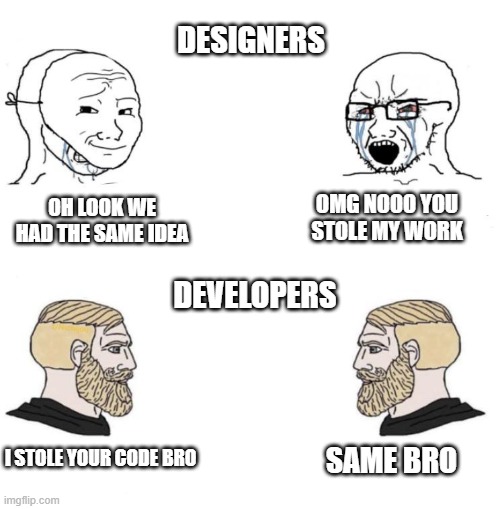 DESIGNERS
OH LOOK WE
HAD THE SAME IDEA
OMG NOOO YOU
STOLE MY WORK
DEVELOPERS
I STOLE YOUR CODE BRO
SAME BRO
imgflip.com